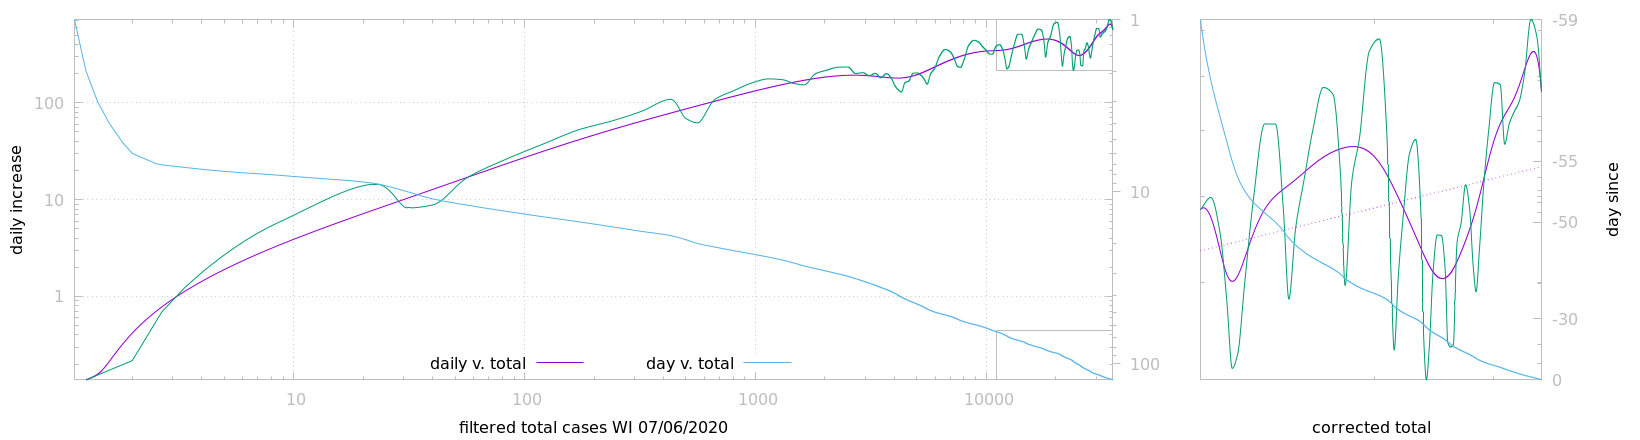 daily increase
100
10
1
10
100
1000
10000
1
10
100
daily v. total
day v. total
filtered total cases WI 07/06/2020
-59
-55
-50
-30
0
day since
corrected total